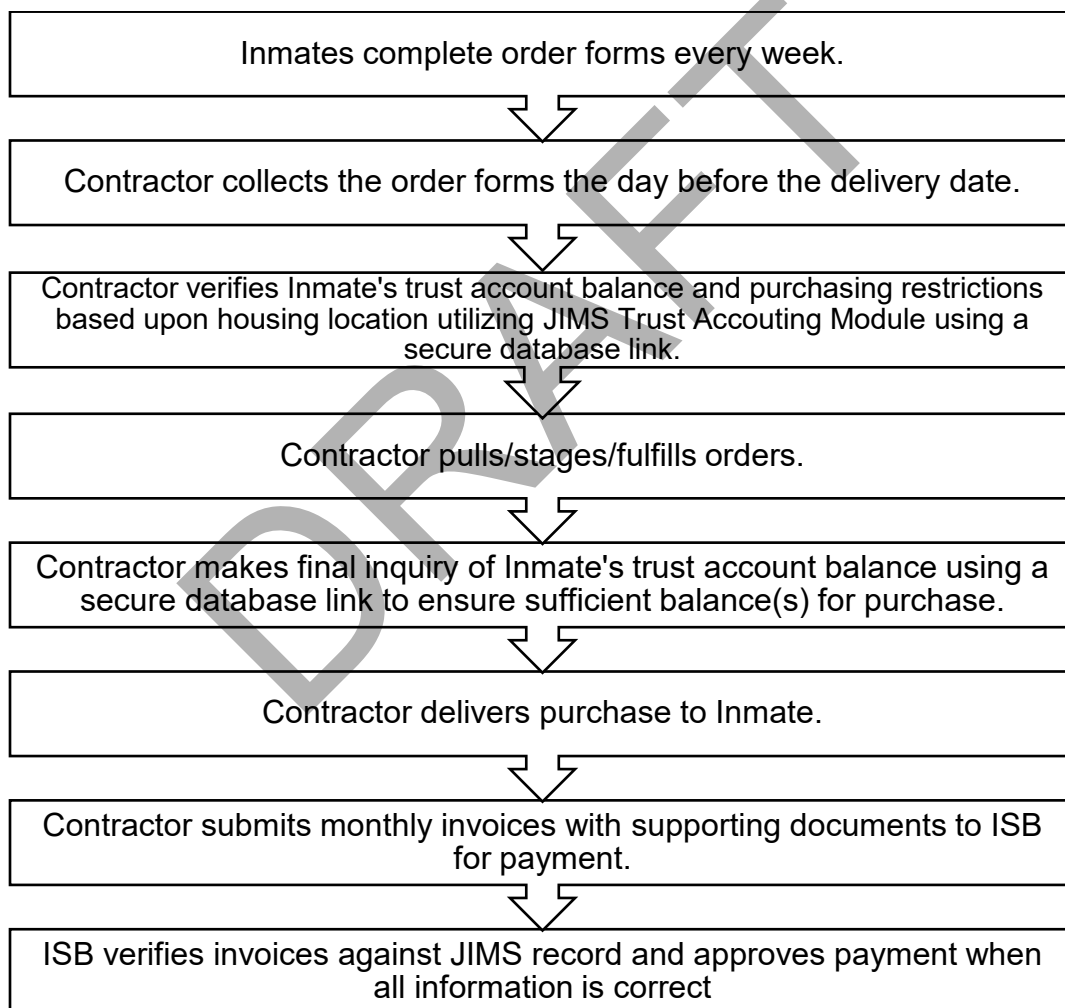 Inmates complete order forms every week.
Contractor collects the order forms the day before the delivery date.
Contractor verifies Inmate's trust account balance and purchasing restrictions
based upon housing location utilizing JIMS Trust Accouting Module using a
secure database link.
Contractor pulls/stages/fulfills orders.
Contractor makes final inquiry of Inmate's trust account balance using a
secure database link to ensure sufficient balance(s) for purchase.
Contractor delivers purchase to Inmate.
Contractor submits monthly invoices with supporting documents to ISB
for payment.
ISB verifies invoices against JIMS record and approves payment when
all information is correct
DRAFT